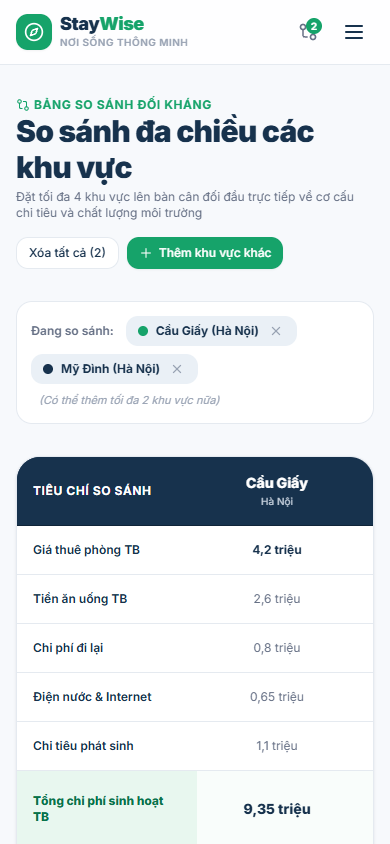 StayWise
NƠI SỐNG THÔNG MINH
2
BẢNG SO SÁNH ĐỐI KHÁNG
So sánh đa chiều các
khu vực
Đặt tối đa 4 khu vực lên bàn cân đối đầu trực tiếp về cơ cấu
chi tiêu và chất lượng môi trường
Xóa tất cả (2)
Thêm khu vực khác
Đang so sánh:
Cầu Giấy (Hà Nội)
Mỹ Đình (Hà Nội)
(Có thể thêm tối đa 2 khu vực nữa)
TIÊU CHÍ SO SÁNH
Cầu Giấy
Hà Nội
Giá thuê phòng TB
4,2 triệu
Tiền ăn uống TB
2,6 triệu
Chi phí đi lại
0,8 triệu
Điện nước & Internet
0,65 triệu
Chi tiêu phát sinh
1,1 triệu
Tổng chi phí sinh hoạt
TB
9,35 triệu